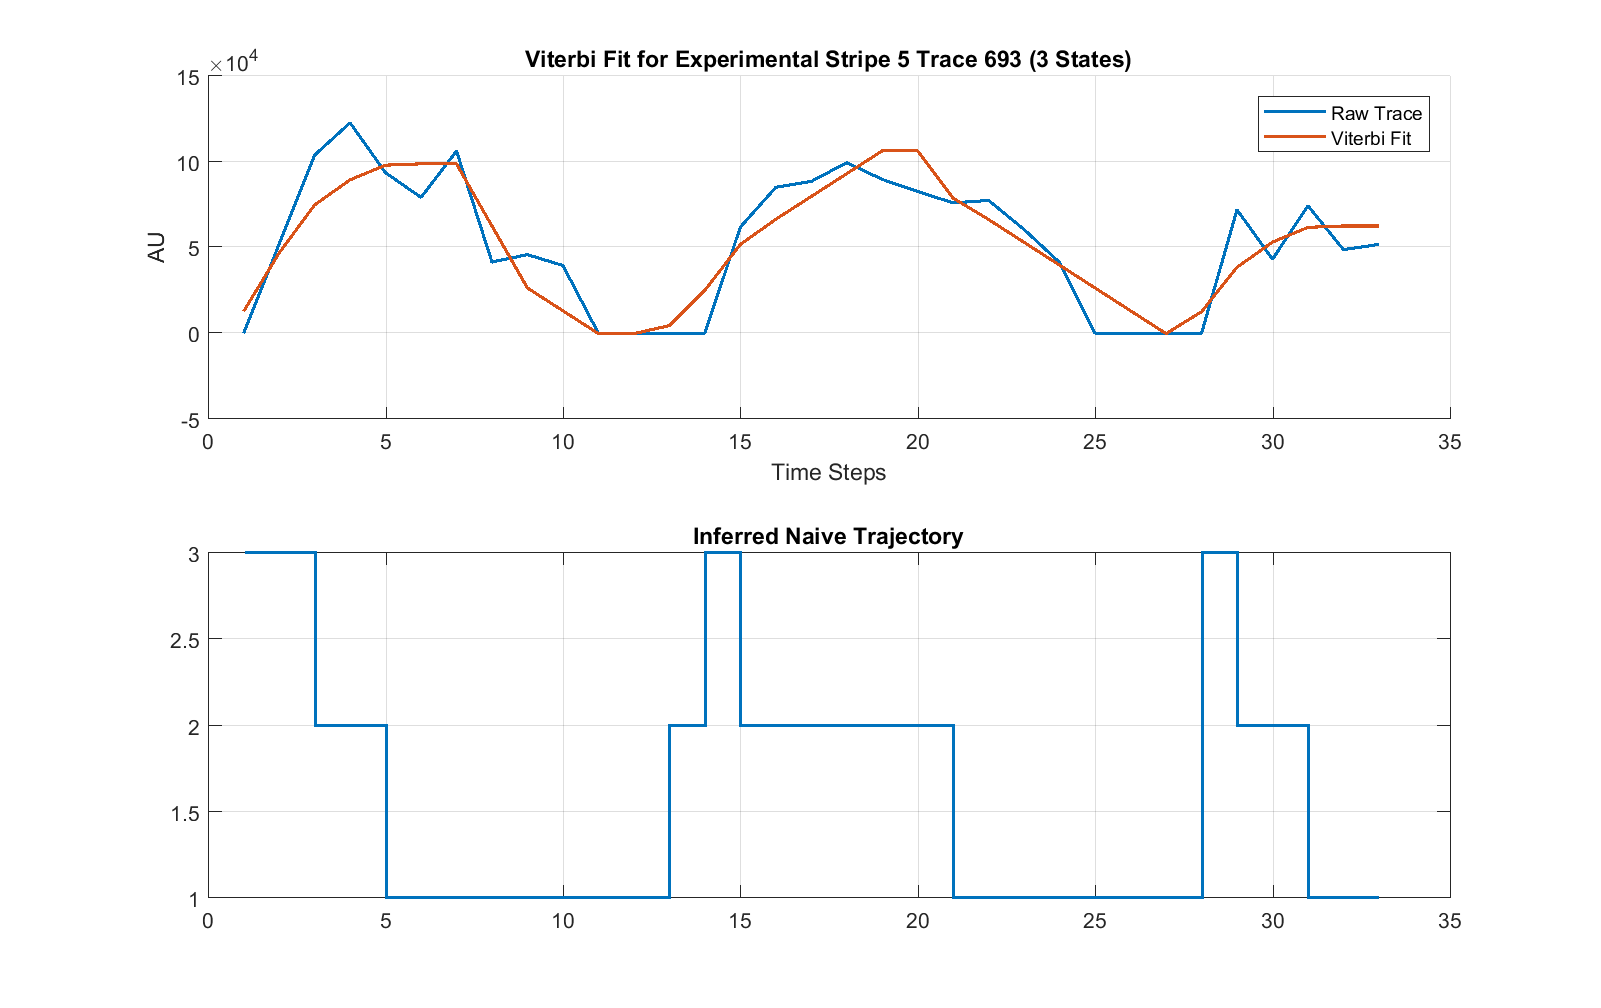 Viterbi Fit for Experimental Stripe 5 Trace 693 (3 States)
×10⁴
15
10
5
0
-5
AU
Raw Trace
Viterbi Fit
0 5 10 15 20 25 30 35
Time Steps
Inferred Naive Trajectory
3
2.5
2
1.5
1
0 5 10 15 20 25 30 35